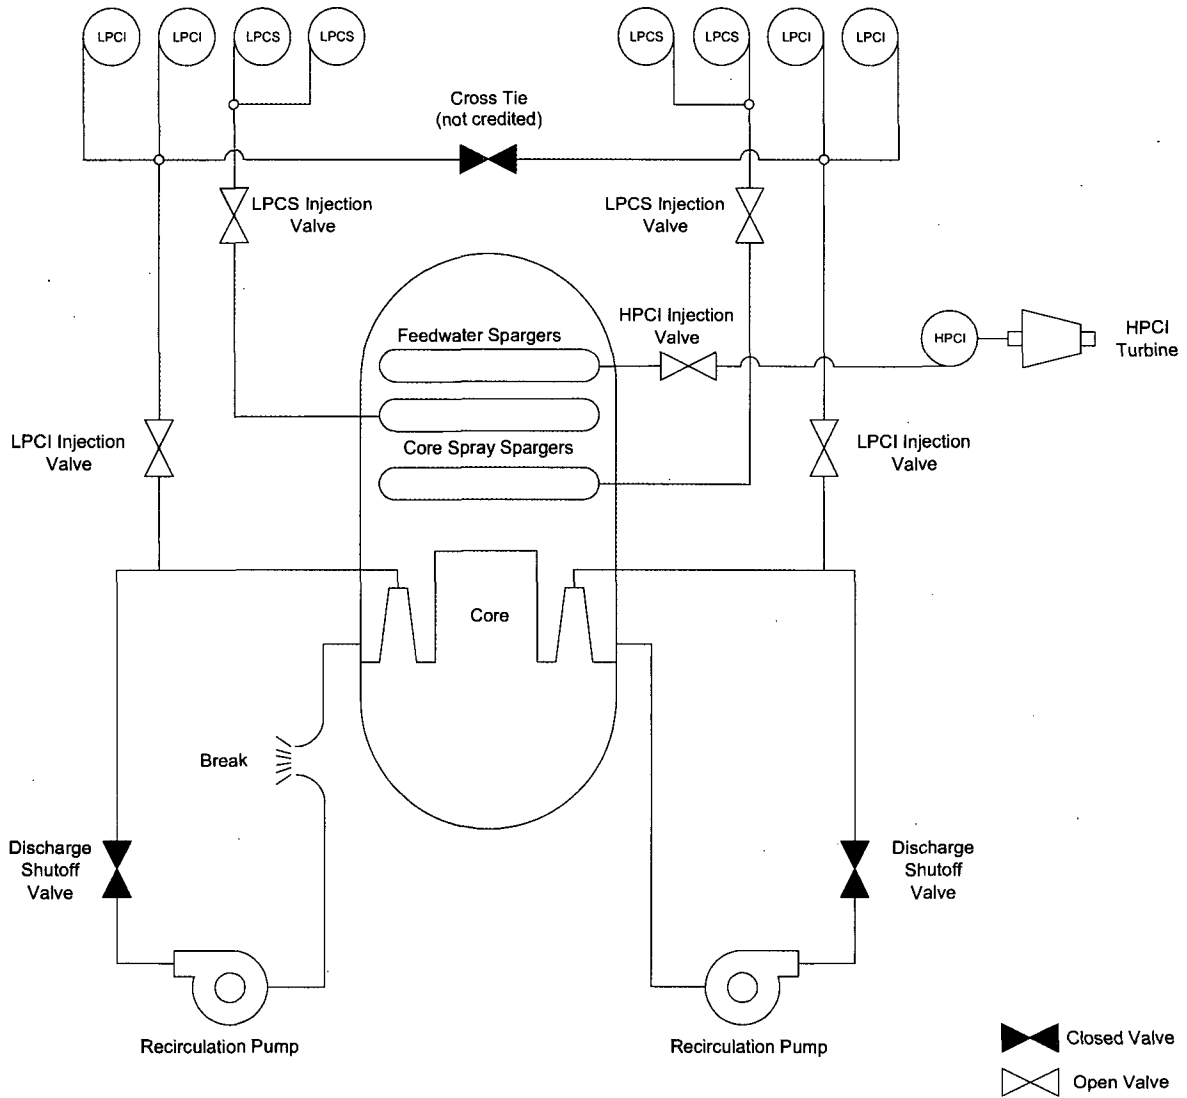 LPCI
LPCI
LPCS
LPCS
LPCS
LPCS
LPCI
LPCI
Cross Tie
(not credited)
LPCS Injection
Valve
LPCS Injection
Valve
Feedwater Spargers
HPCI Injection
Valve
HPCI
HPCI
Turbine
LPCI Injection
Valve
Core Spray Spargers
LPCI Injection
Valve
Core
Break
Discharge
Shutoff
Valve
Discharge
Shutoff
Valve
Recirculation Pump
Recirculation Pump
Closed Valve
Open Valve